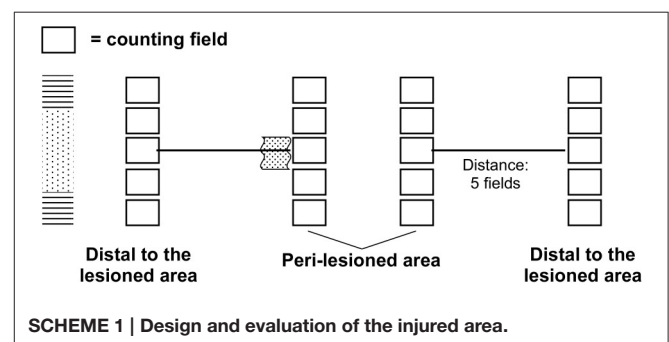 = counting field
Distance:
5 fields
Distal to the
lesioned area
Peri-lesioned area
Distal to the
lesioned area
SCHEME 1 | Design and evaluation of the injured area.